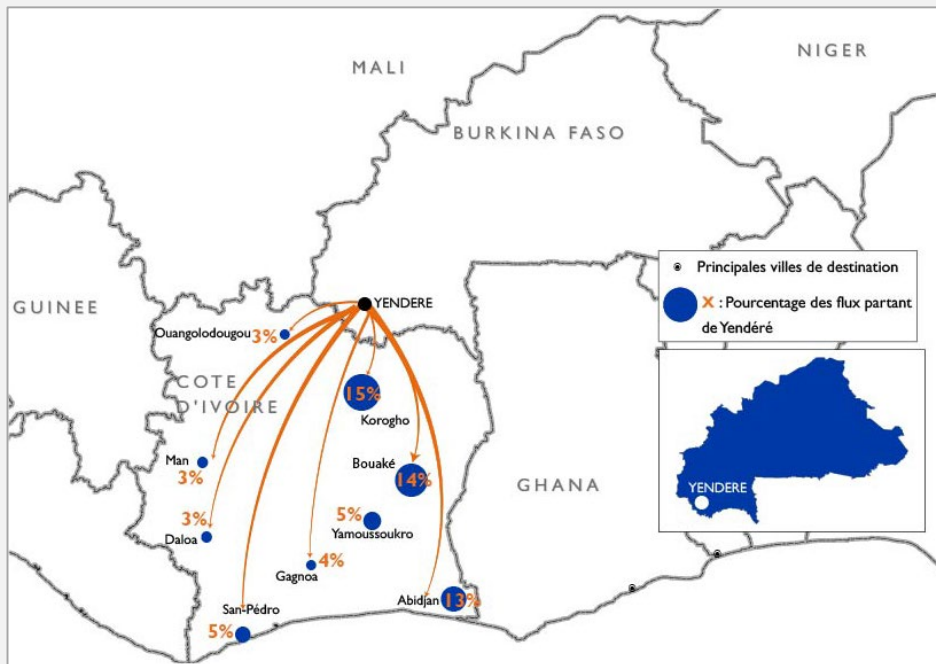 MALI
NIGER
BURKINA FASO
GUINEE
YENDERE
Ouangolodougou
3%
COTE
D'IVOIRE
15%
Korogho
Man
3%
Bouaké
14%
GHANA
3%
Daloa
5%
Yamoussoukro
Gagnoa
4%
Abidjan
13%
San-Pédro
5%
Principales villes de destination
X : Pourcentage des flux partant
de Yendéré
YENDERE